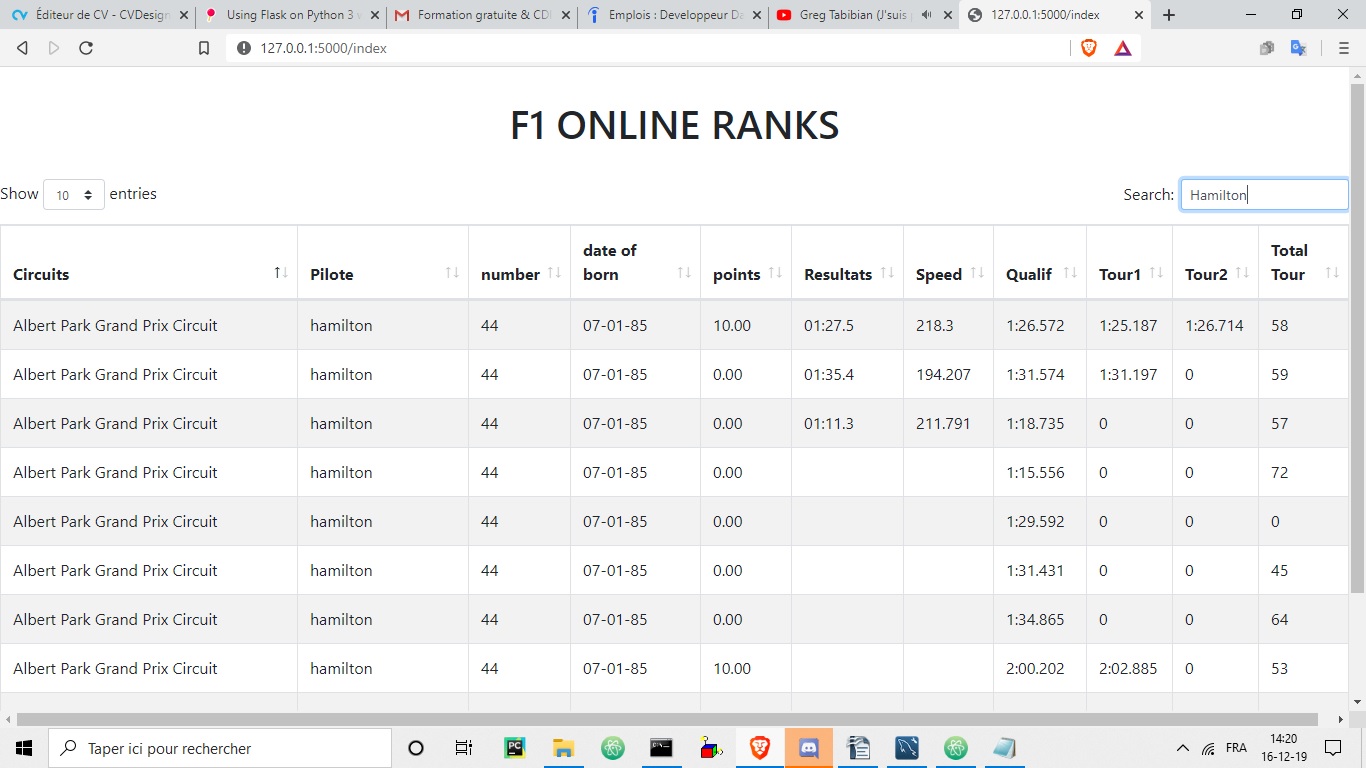 Éditeur de CV - CVDesign
Using Flask on Python 3
Formation gratuite & CD
Emplois : Developpeur Da
Greg Tabibian (J'suis
127.0.0.1:5000/index
127.0.0.1:5000/index
F1 ONLINE RANKS
Show 10 entries
Search: Hamilton
Circuits Pilote number date of born points Resultats Speed Qualif Tour1 Tour2 Total Tour
Albert Park Grand Prix Circuit hamilton 44 07-01-85 10.00 01:27.5 218.3 1:26.572 1:25.187 1:26.714 58
Albert Park Grand Prix Circuit hamilton 44 07-01-85 0.00 01:35.4 194.207 1:31.574 1:31.197 0 59
Albert Park Grand Prix Circuit hamilton 44 07-01-85 0.00 01:11.3 211.791 1:18.735 0 0 57
Albert Park Grand Prix Circuit hamilton 44 07-01-85 0.00 1:15.556 0 0 72
Albert Park Grand Prix Circuit hamilton 44 07-01-85 0.00 1:29.592 0 0 0
Albert Park Grand Prix Circuit hamilton 44 07-01-85 0.00 1:31.431 0 0 45
Albert Park Grand Prix Circuit hamilton 44 07-01-85 0.00 1:34.865 0 0 64
Albert Park Grand Prix Circuit hamilton 44 07-01-85 10.00 2:00.202 2:02.885 0 53
Taper ici pour rechercher
PC
FRA
14:20
16-12-19